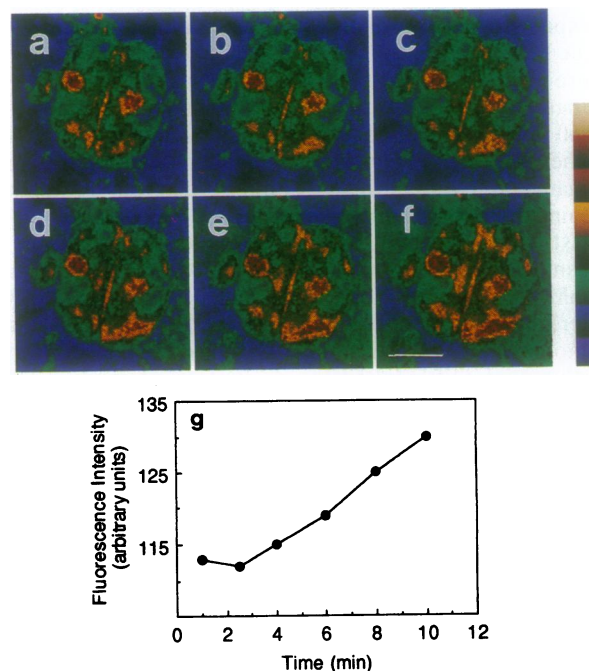 a b c
d e f
g
135
125
115
Fluorescence Intensity
(arbitrary units)
0 2 4 6 8 10 12
Time (min)